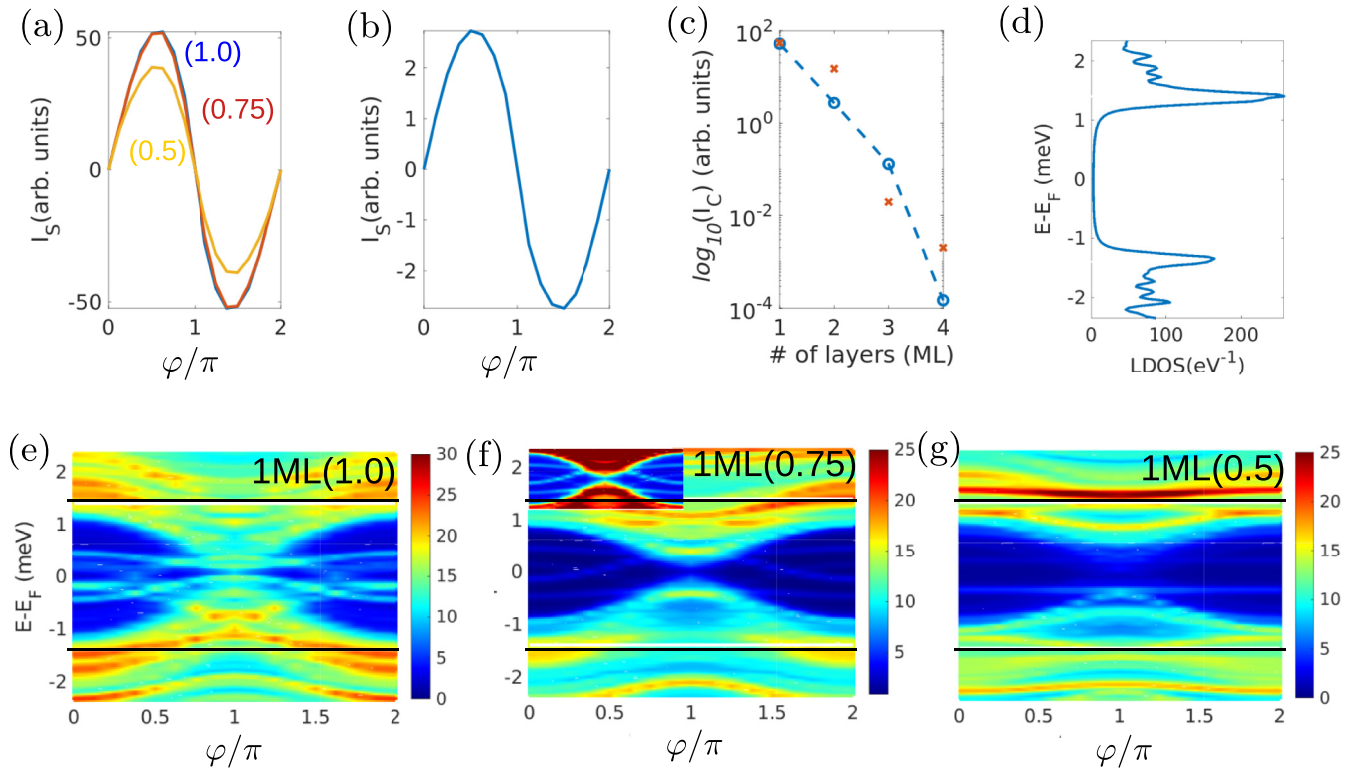 (a)
50
0
-50
I_S(arb. units)
(1.0)
(0.75)
(0.5)
0 1 2
φ/π
(b)
2
1
0
-1
-2
I_S(arb. units)
0 1 2
φ/π
(c)
10^2
10^0
10^-2
10^-4
log_10(I_C) (arb. units)
1 2 3 4
# of layers (ML)
(d)
2
1
0
-1
-2
E-E_F (meV)
0 100 200
LDOS(eV^-1)
(e)
1ML(1.0)
2
1
0
-1
-2
E-E_F (meV)
0 0.5 1 1.5 2
φ/π
30
25
20
15
10
5
0
(f)
1ML(0.75)
2
1
0
-1
-2
0 0.5 1 1.5 2
φ/π
25
20
15
10
5
(g)
1ML(0.5)
0 0.5 1 1.5 2
φ/π
25
20
15
10
5
0